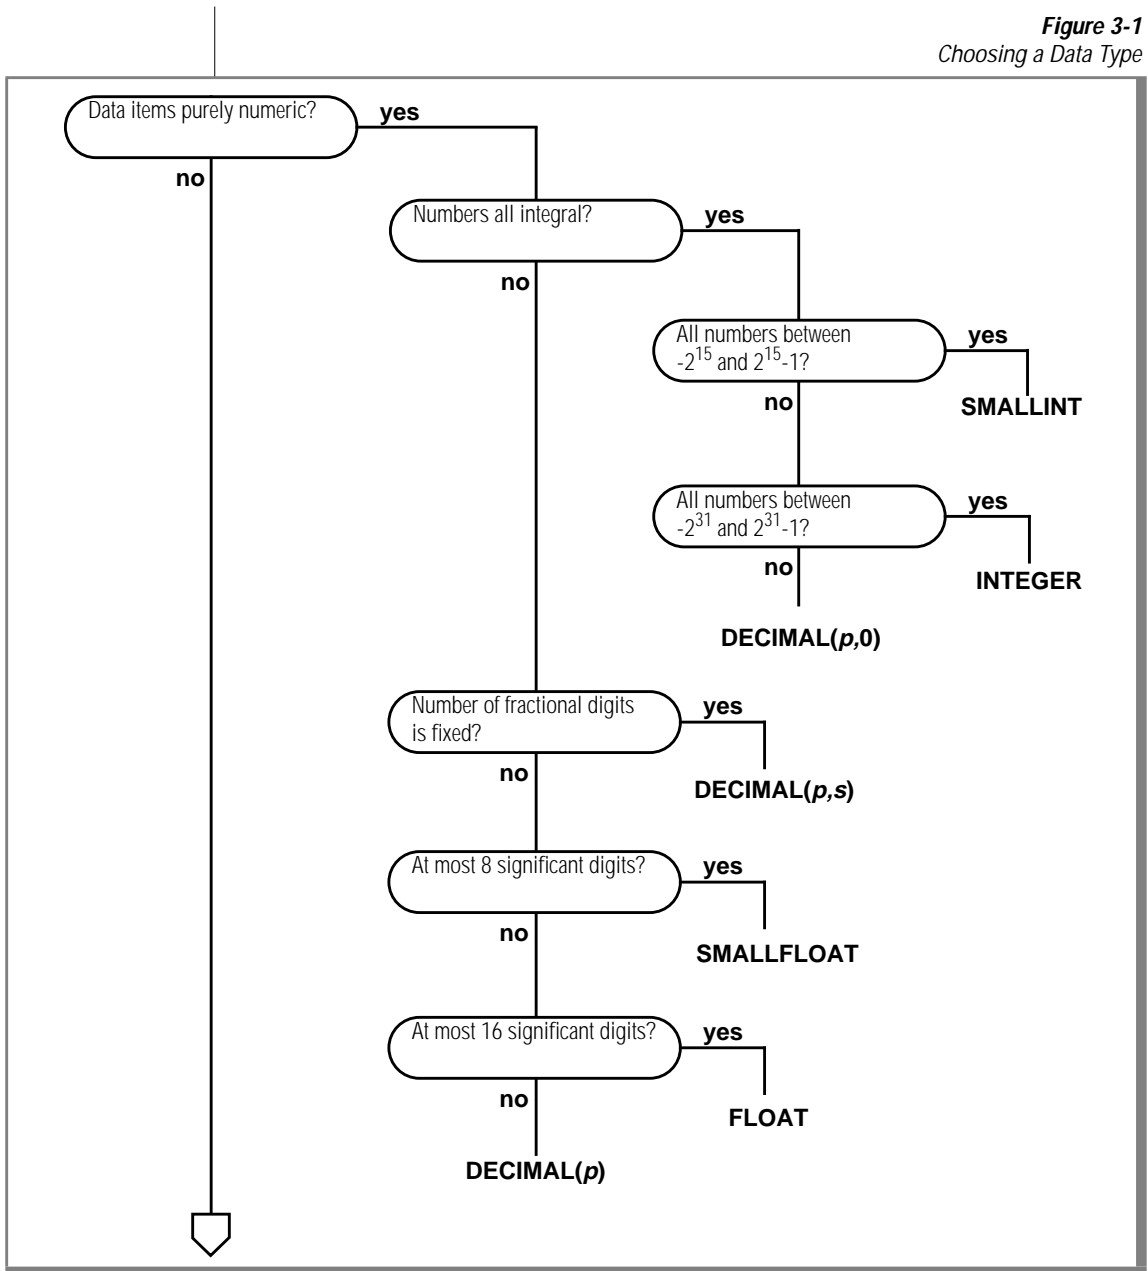 Figure 3-1
Choosing a Data Type
Data items purely numeric?
yes
no
Numbers all integral?
yes
no
All numbers between
-2^15 and 2^15-1?
yes
no
SMALLINT
All numbers between
-2^31 and 2^31-1?
yes
no
INTEGER
DECIMAL(p,0)
Number of fractional digits
is fixed?
yes
no
DECIMAL(p,s)
At most 8 significant digits?
yes
no
SMALLFLOAT
At most 16 significant digits?
yes
no
FLOAT
DECIMAL(p)